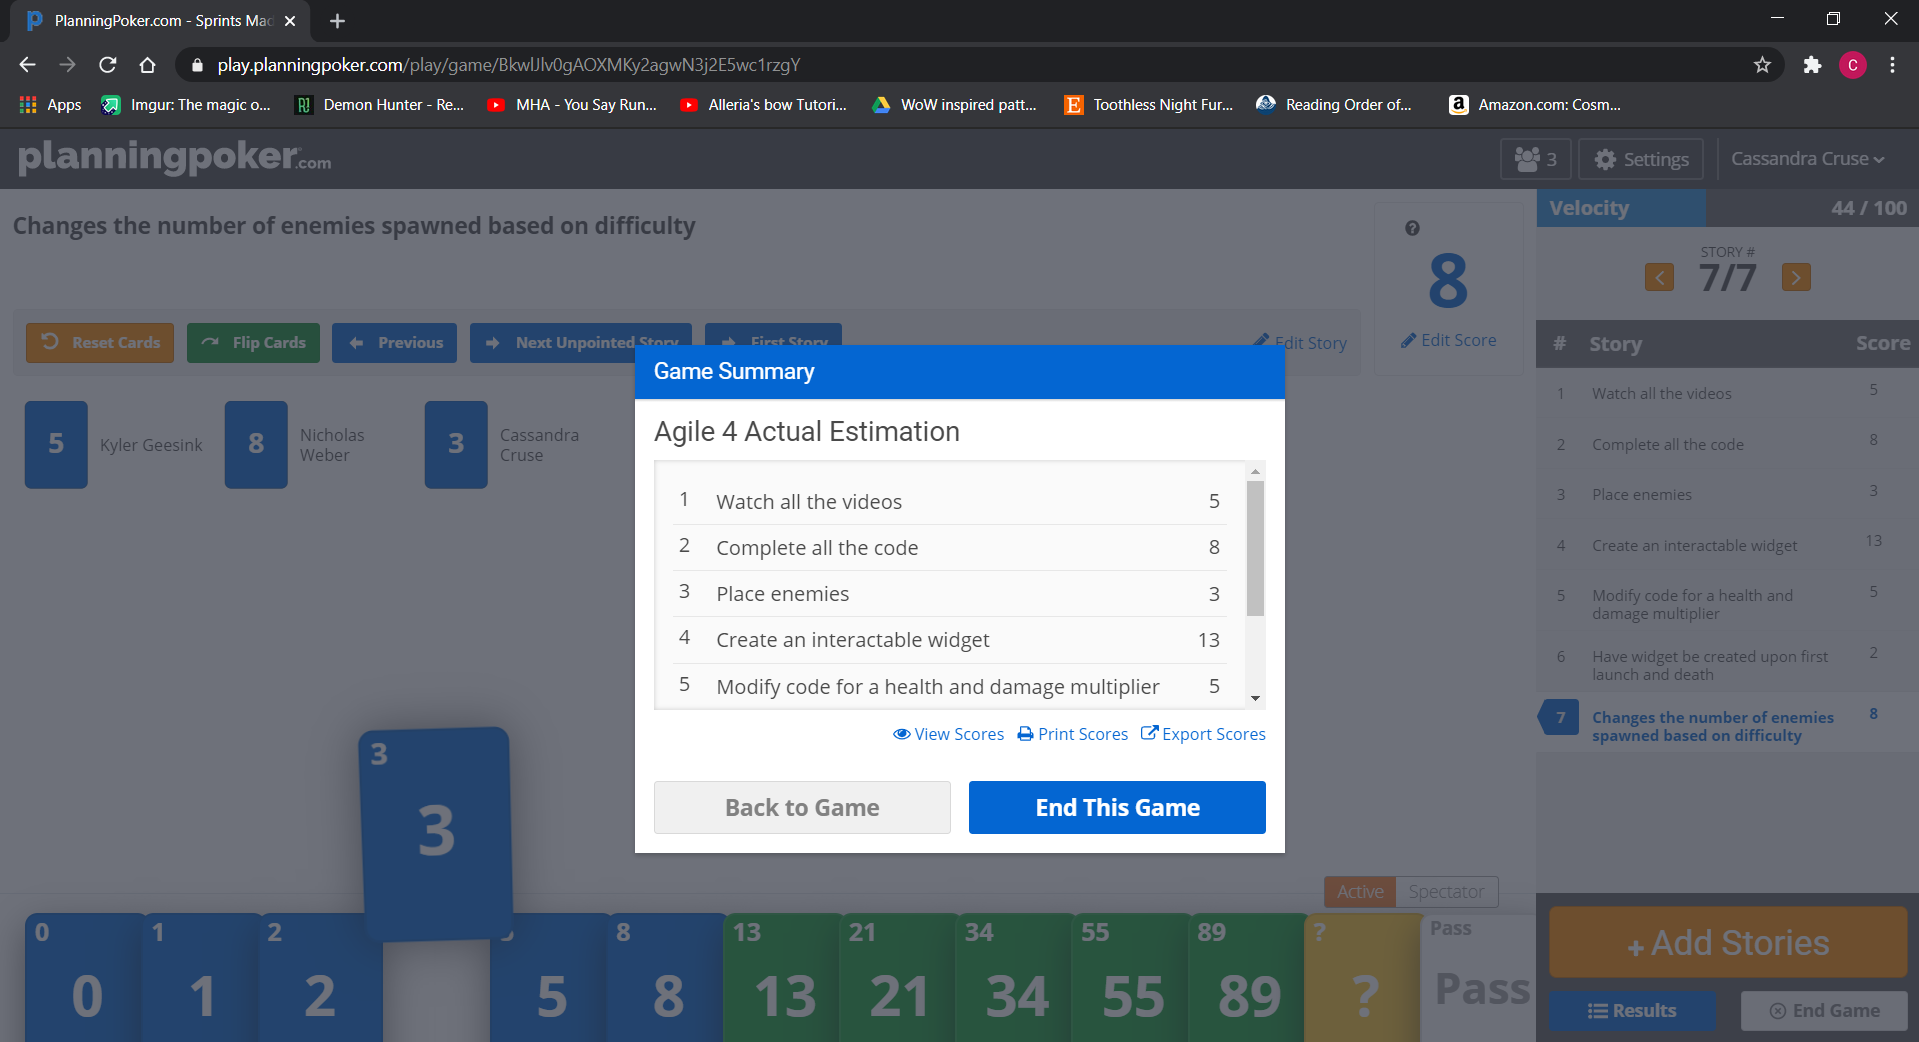 PlanningPoker.com - Sprints Mad
play.planningpoker.com/play/game/BkwlJlv0gAOXMKy2agwN3j2E5wc1rzgY
C
Apps
Imgur: The magic o...
Demon Hunter - Re...
MHA - You Say Run...
Alleria's bow Tutori...
WoW inspired patt...
Toothless Night Fur...
Reading Order of...
Amazon.com: Cosm...
planningpoker.com
3
Settings
Cassandra Cruse
Changes the number of enemies spawned based on difficulty
8
Edit Score
Reset Cards
Flip Cards
Previous
Next Unpointed Story
First Story
Edit Story
5
Kyler Geesink
8
Nicholas
Weber
3
Cassandra
Cruse
Game Summary
Agile 4 Actual Estimation
1 Watch all the videos 5
2 Complete all the code 8
3 Place enemies 3
4 Create an interactable widget 13
5 Modify code for a health and damage multiplier 5
View Scores
Print Scores
Export Scores
Back to Game
End This Game
Velocity 44 / 100
STORY #
7/7
# Story Score
1 Watch all the videos 5
2 Complete all the code 8
3 Place enemies 3
4 Create an interactable widget 13
5 Modify code for a health and 5
damage multiplier
6 Have widget be created upon first 2
launch and death
7 Changes the number of enemies 8
spawned based on difficulty
Active
Spectator
3
3
0
0
1
1
2
2
5
8
8
13
13
21
21
34
34
55
55
89
89
?
?
Pass
Pass
+ Add Stories
Results
End Game